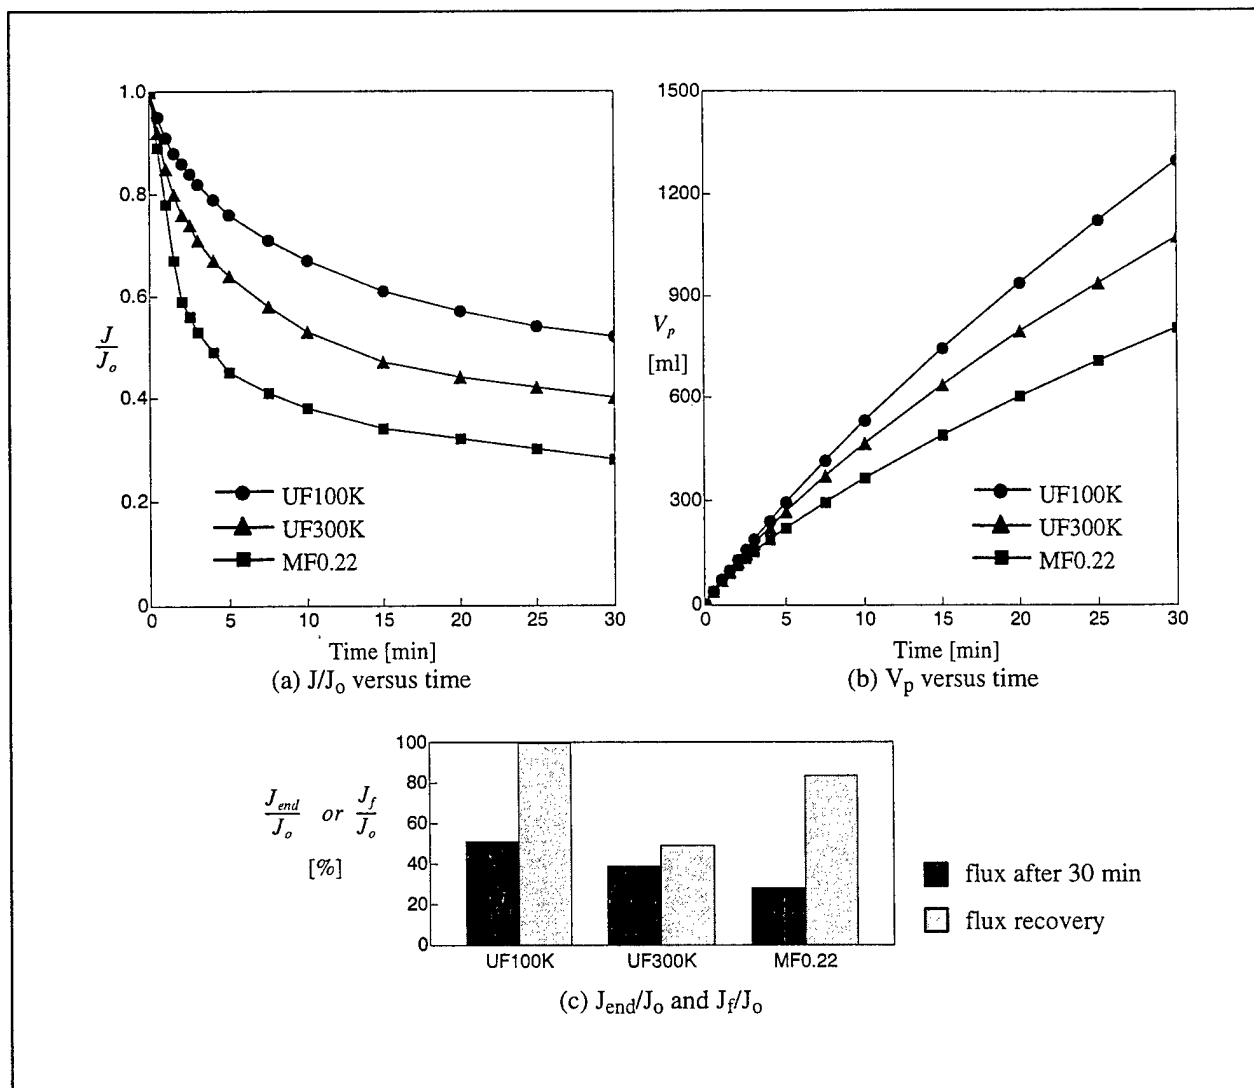 1.0
0.8
0.6
0.4
0.2
0
J
J_o
UF100K
UF300K
MF0.22
0 5 10 15 20 25 30
Time [min]
(a) J/J_o versus time
1500
1200
900
600
300
0
V_p
[ml]
UF100K
UF300K
MF0.22
0 5 10 15 20 25 30
Time [min]
(b) V_p versus time
100
80
60
40
20
0
J_end/J_o or J_f/J_o
[%]
UF100K UF300K MF0.22
flux after 30 min
flux recovery
(c) J_end/J_o and J_f/J_o